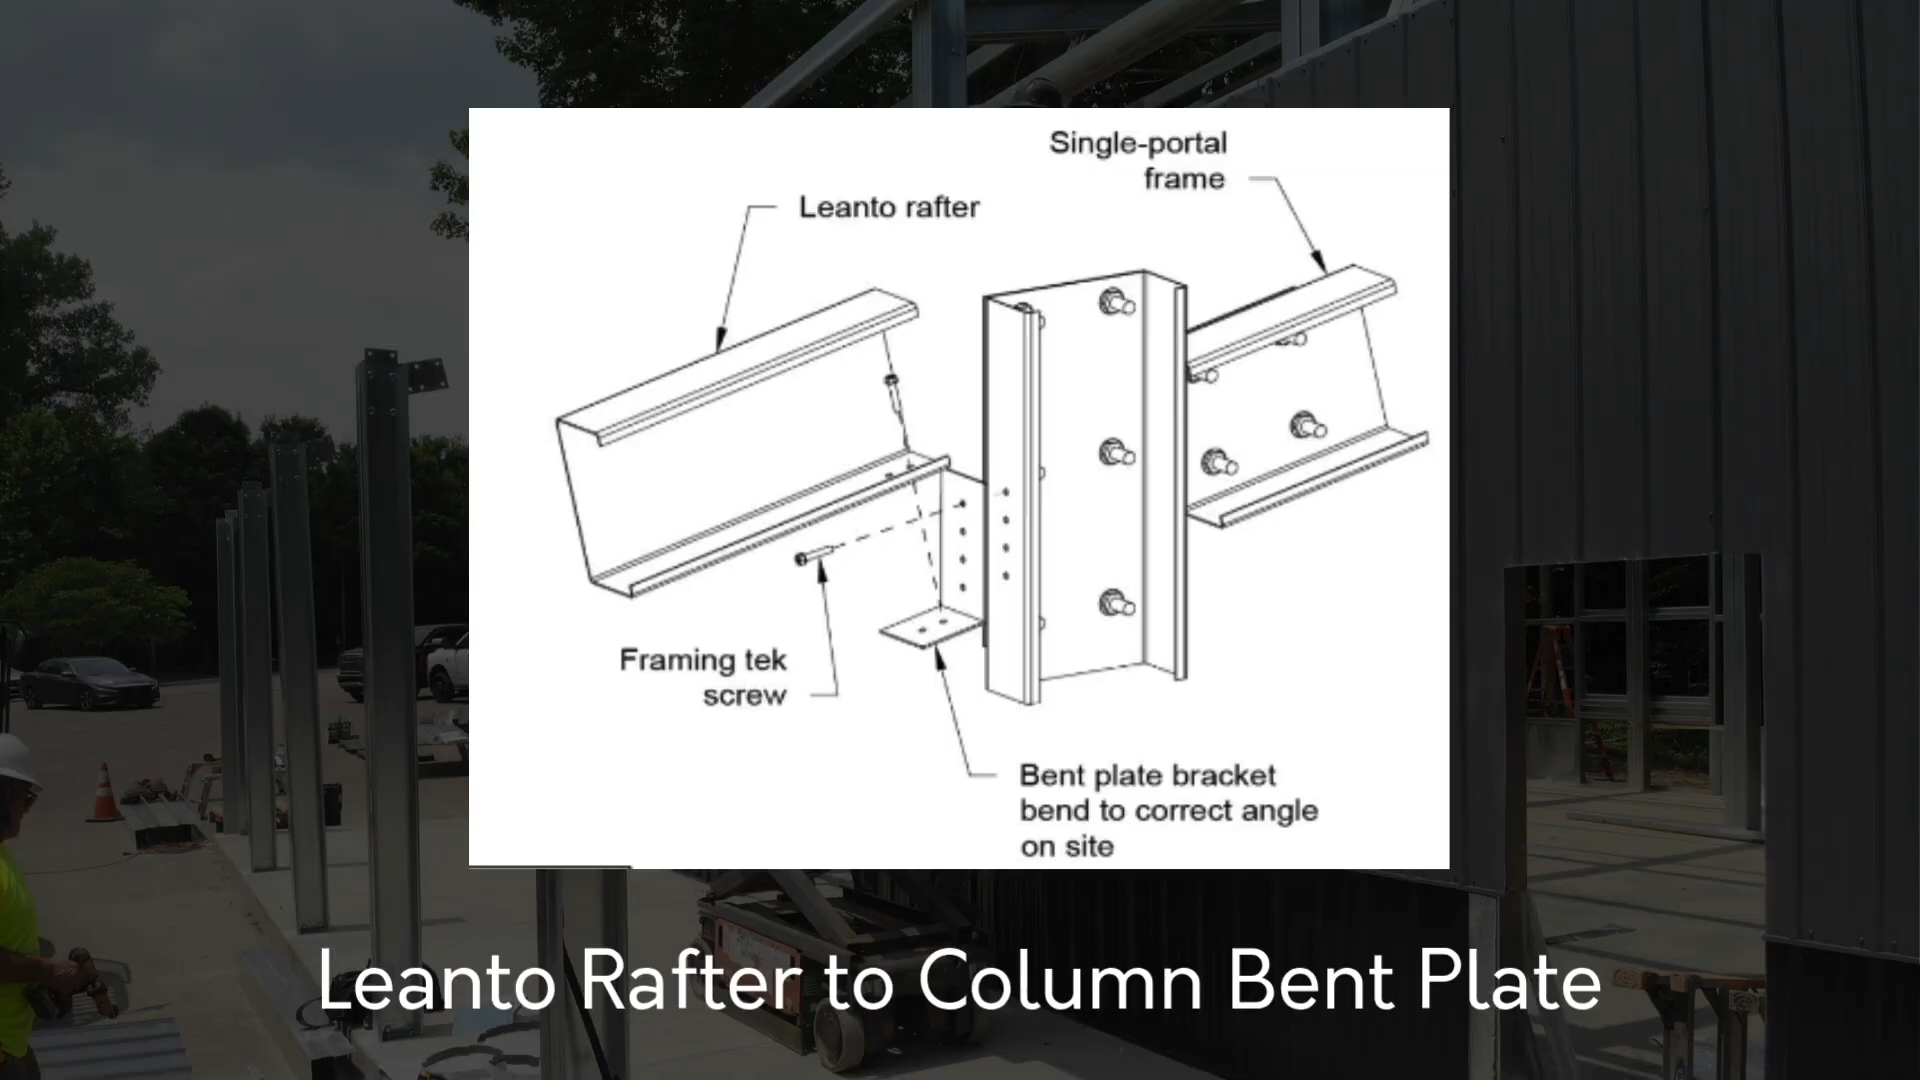 Single-portal
frame
Leanto rafter
Framing tek
screw
Bent plate bracket
bend to correct angle
on site
Leanto Rafter to Column Bent Plate